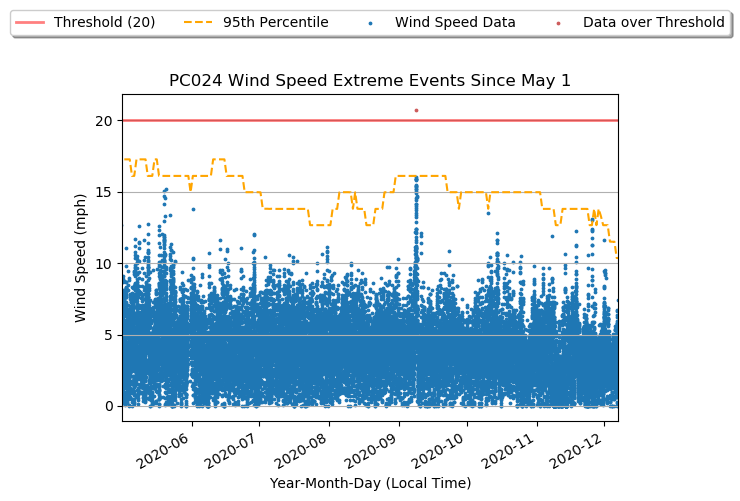 Threshold (20) 95th Percentile Wind Speed Data Data over Threshold
PC024 Wind Speed Extreme Events Since May 1
20
15
10
5
0
Wind Speed (mph)
2020-06 2020-07 2020-08 2020-09 2020-10 2020-11 2020-12
Year-Month-Day (Local Time)